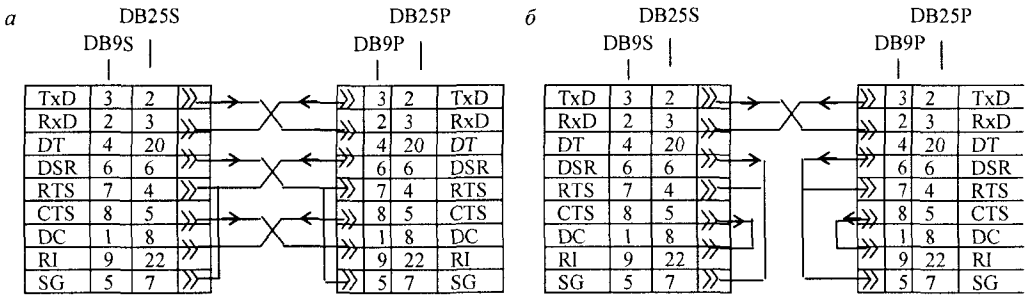 а DB25S DB25P б DB25S DB25P
DB9S DB9P DB9S DB9P
TxD 3 2 3 2 TxD TxD 3 2 3 2 TxD
RxD 2 3 2 3 RxD RxD 2 3 2 3 RxD
DT 4 20 4 20 DT DT 4 20 4 20 DT
DSR 6 6 6 6 DSR DSR 6 6 6 6 DSR
RTS 7 4 7 4 RTS RTS 7 4 7 4 RTS
CTS 8 5 8 5 CTS CTS 8 5 8 5 CTS
DC 1 8 1 8 DC DC 1 8 1 8 DC
RI 9 22 9 22 RI RI 9 22 9 22 RI
SG 5 7 5 7 SG SG 5 7 5 7 SG